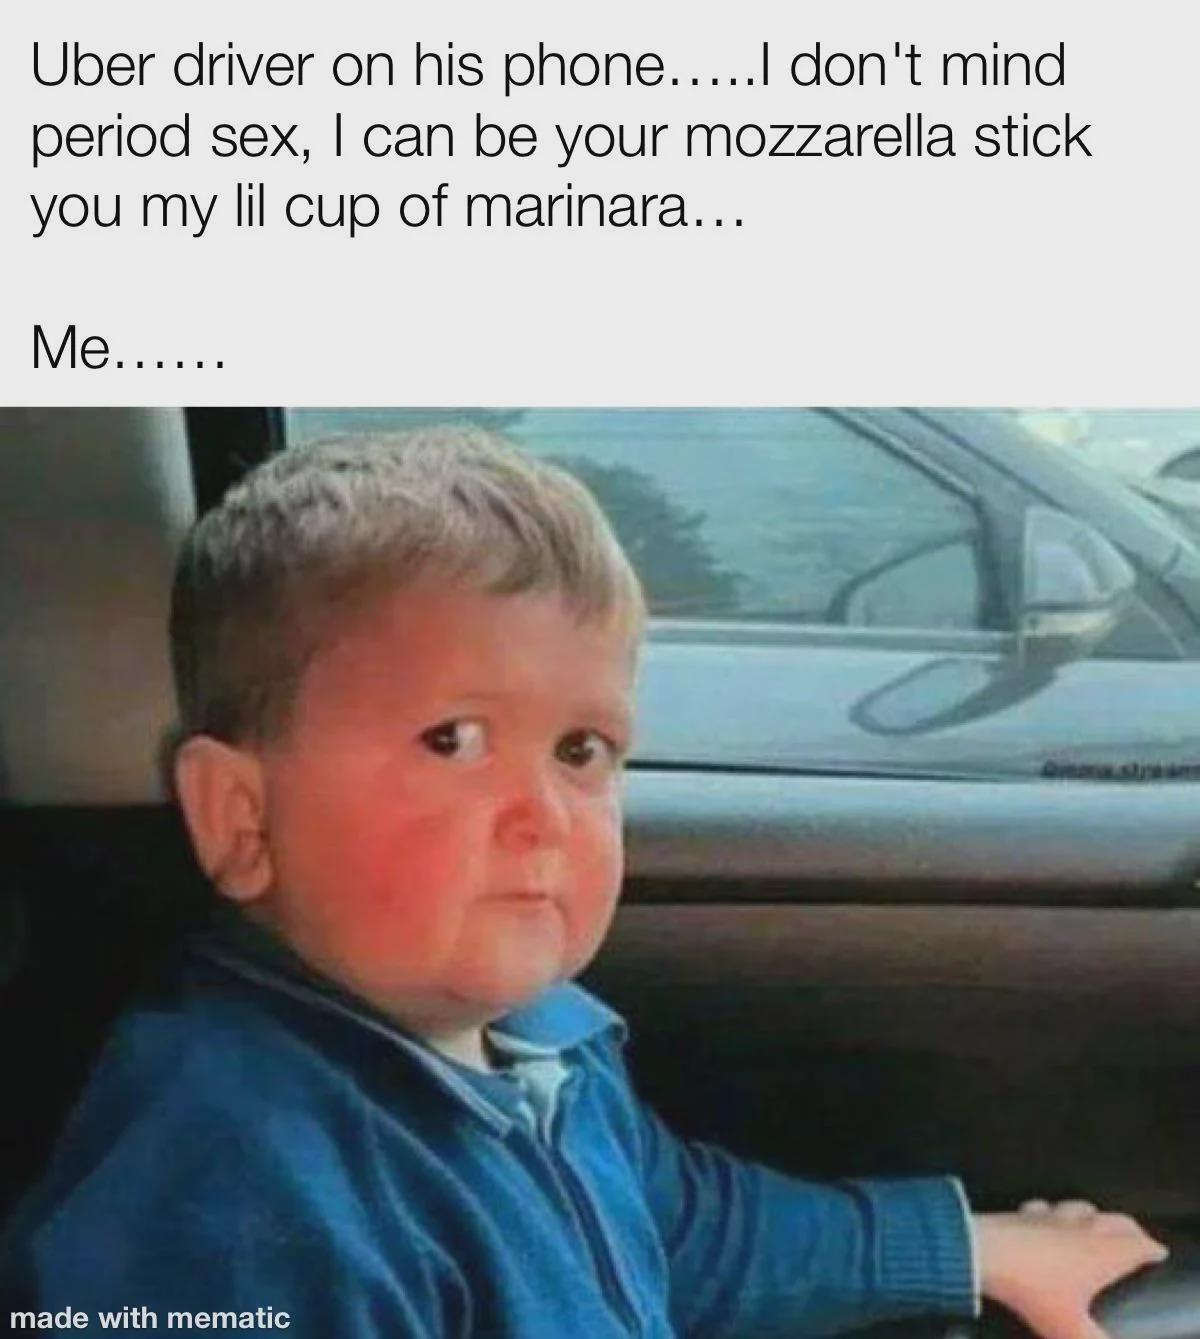 Uber driver on his phone.....I don't mind
period sex, I can be your mozzarella stick
you my lil cup of marinara...
Me......
made with mematic